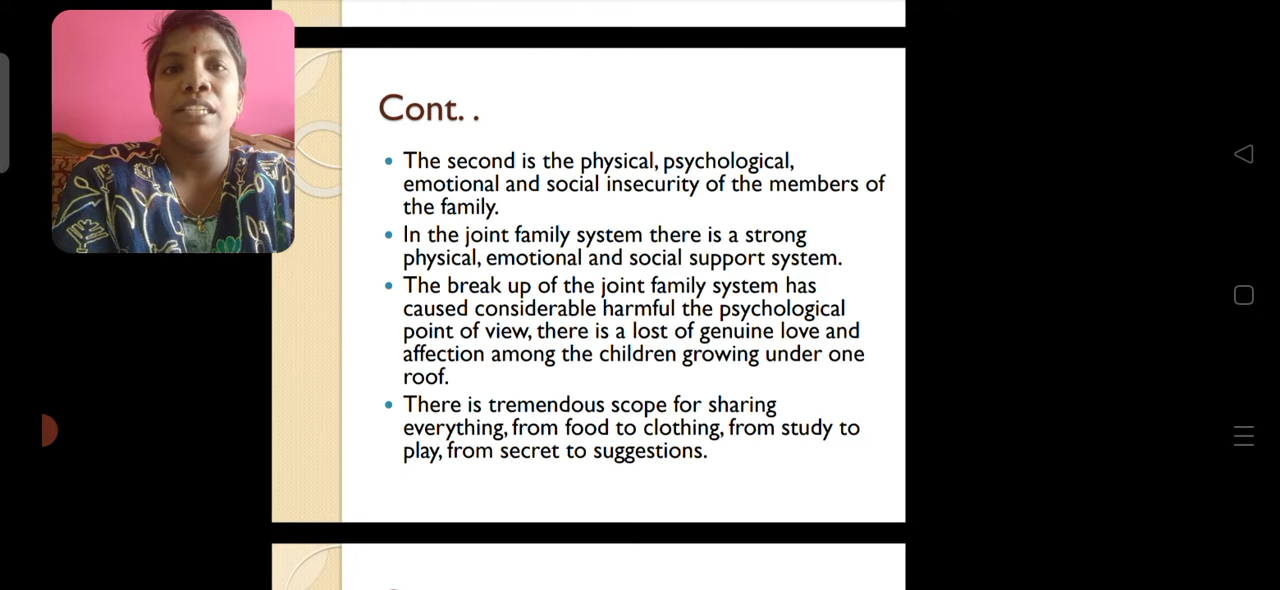 Cont. .
The second is the physical, psychological,
emotional and social insecurity of the members of
the family.
In the joint family system there is a strong
physical, emotional and social support system.
The break up of the joint family system has
caused considerable harmful the psychological
point of view, there is a lost of genuine love and
affection among the children growing under one
roof.
There is tremendous scope for sharing
everything, from food to clothing, from study to
play, from secret to suggestions.